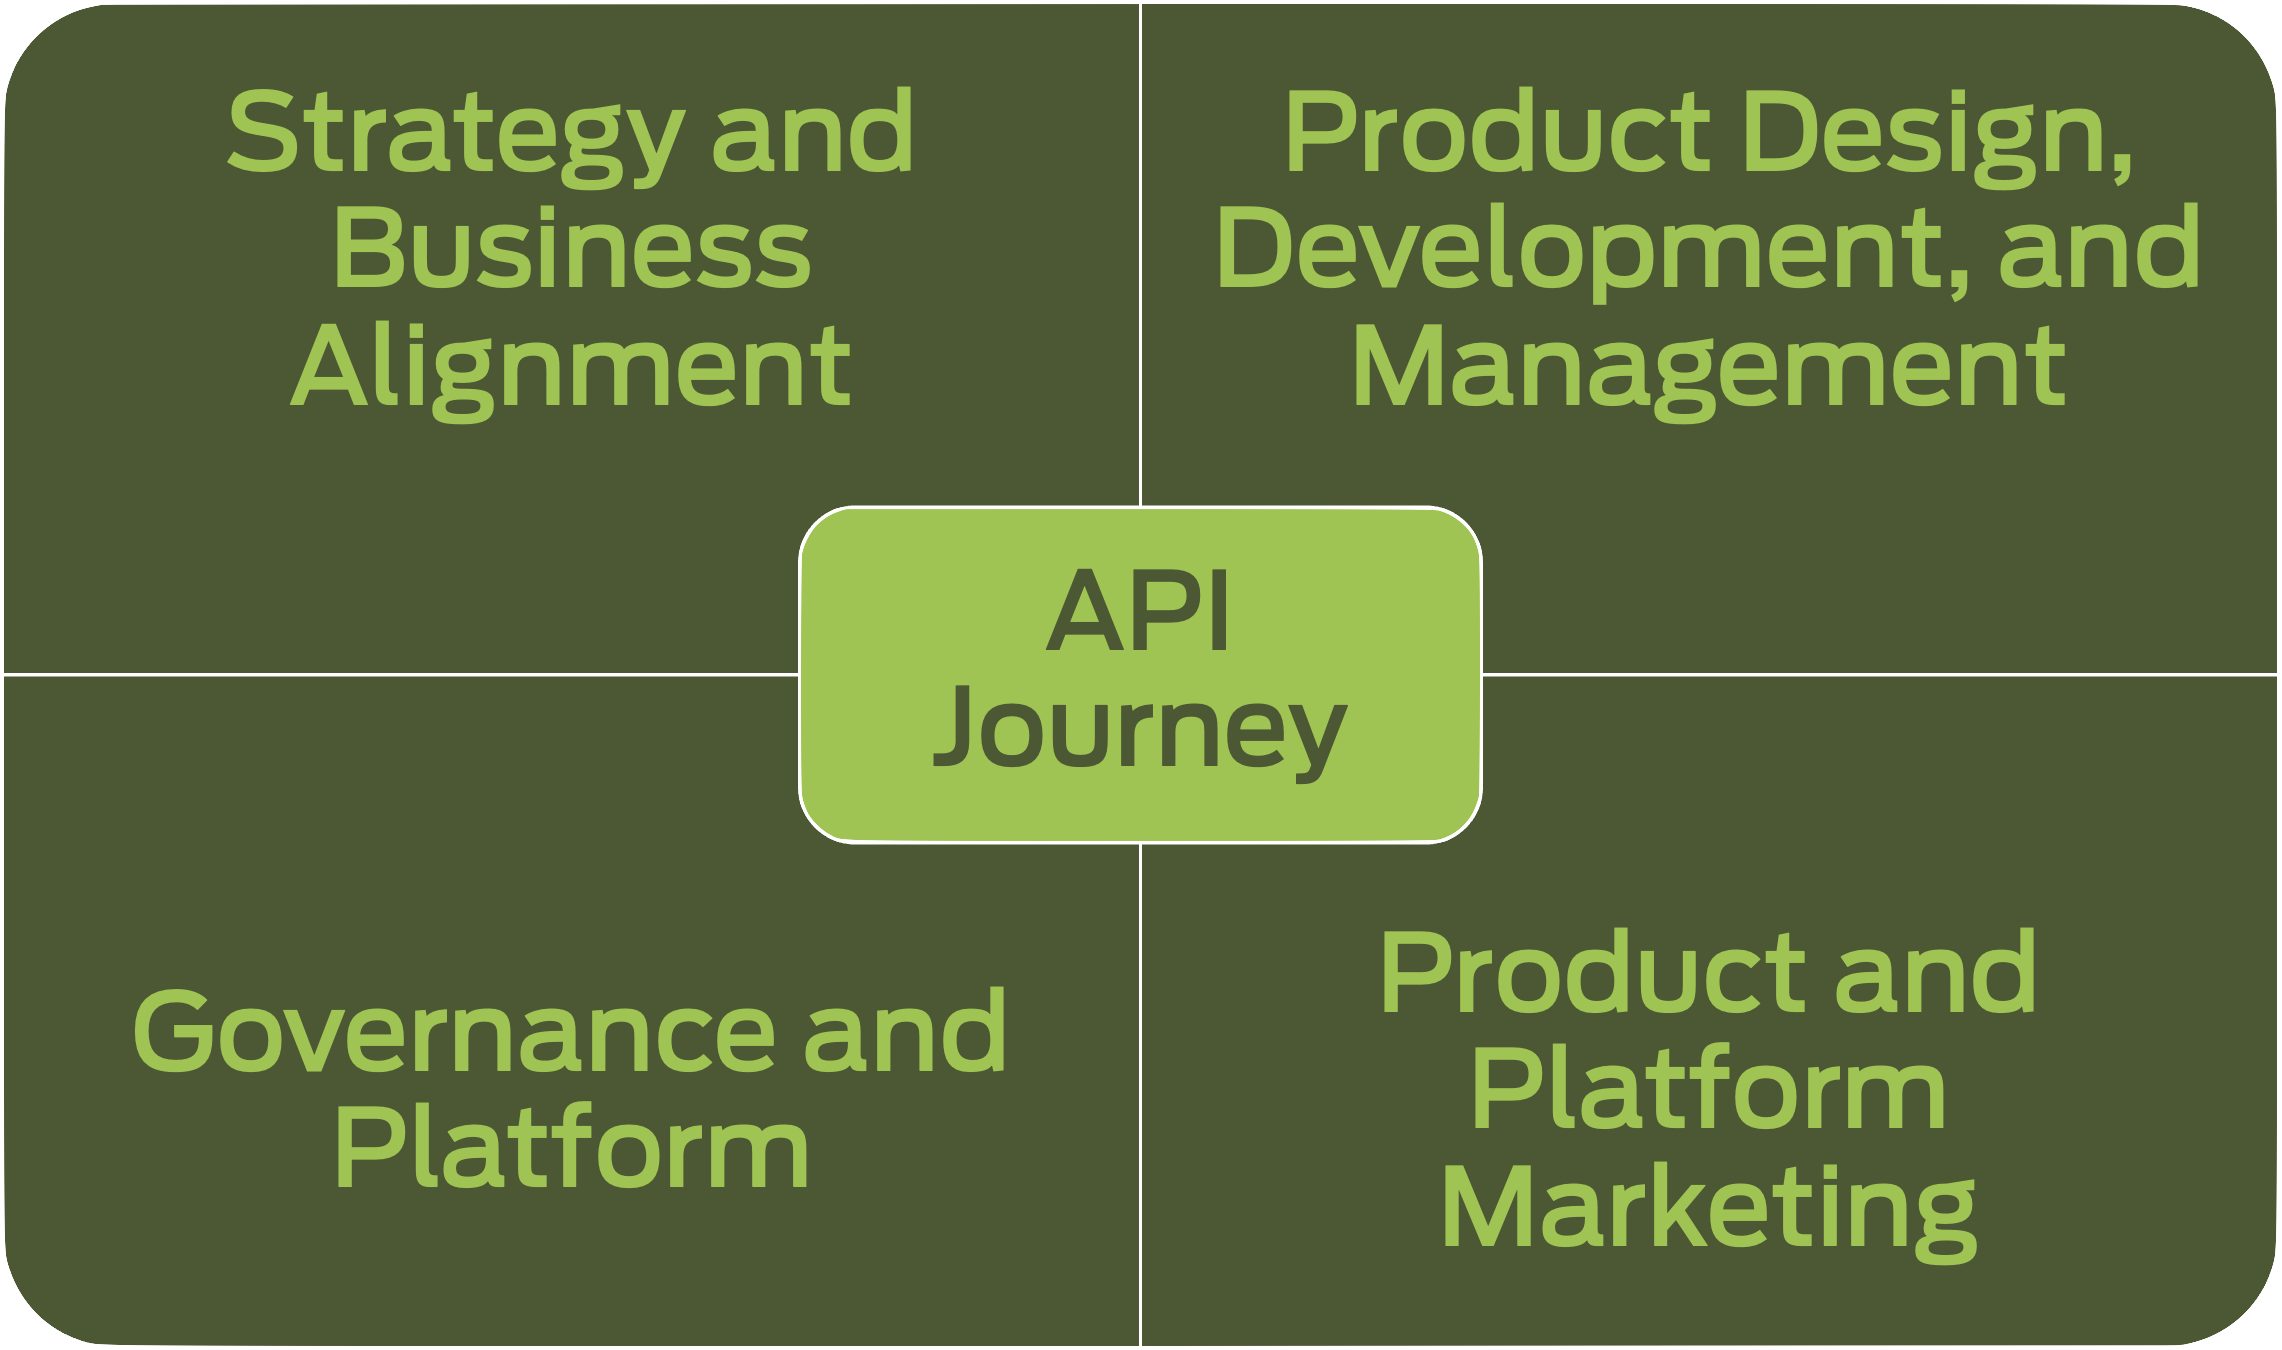 Strategy and
Business
Alignment
Product Design,
Development, and
Management
API
Journey
Governance and
Platform
Product and
Platform
Marketing